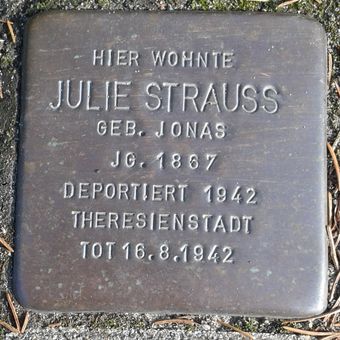 HIER WOHNTE
JULIE STRAUSS
GEB. JONAS
JG. 1867
DEPORTIERT 1942
THERESIENSTADT
TOT 16.8.1942